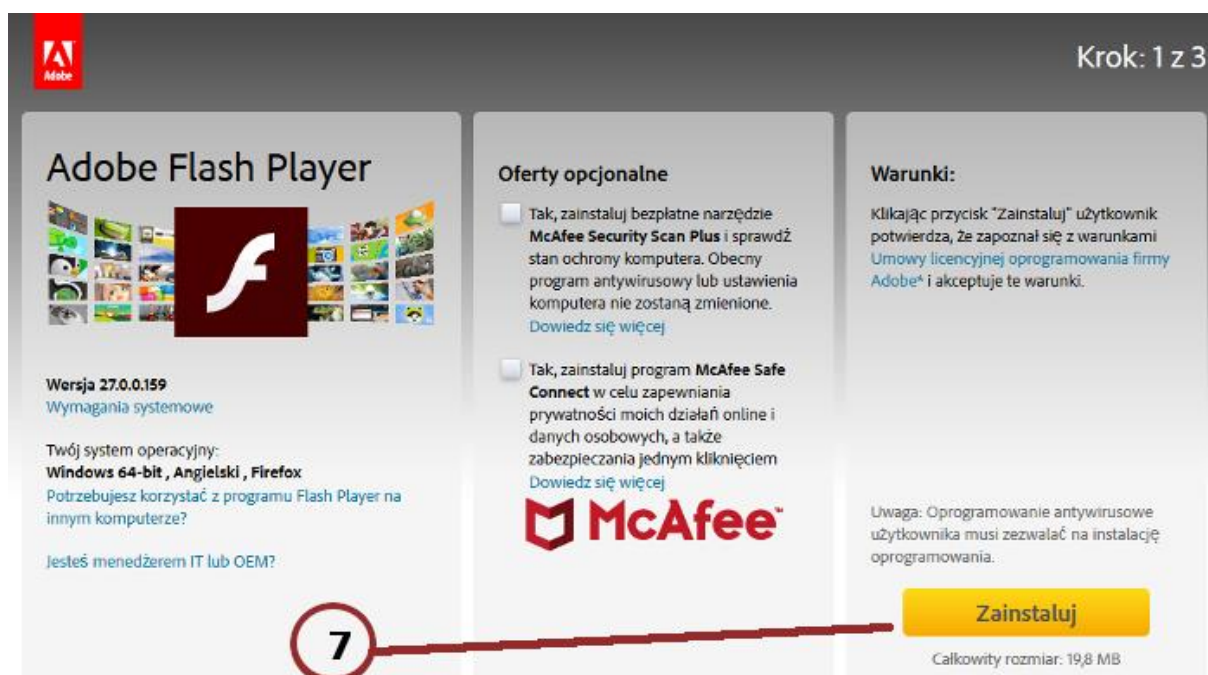 Adobe
Krok: 1 z 3
Adobe Flash Player
Wersja 27.0.0.159
Wymagania systemowe
Twój system operacyjny:
Windows 64-bit , Angielski , Firefox
Potrzebujesz korzystać z programu Flash Player na
innym komputerze?
Jesteś menedżerem IT lub OEM?
7
Oferty opcjonalne
Tak, zainstaluj bezpłatne narzędzie
McAfee Security Scan Plus i sprawdź
stan ochrony komputera. Obecny
program antywirusowy lub ustawienia
komputera nie zostaną zmienione.
Dowiedz się więcej
Tak, zainstaluj program McAfee Safe
Connect w celu zapewniania
prywatności moich działań online i
danych osobowych, a także
zabezpieczania jednym kliknięciem
Dowiedz się więcej
McAfee™
Warunki:
Klikając przycisk "Zainstaluj" użytkownik
potwierdza, że zapoznał się z warunkami
Umowy licencyjnej oprogramowania firmy
Adobe* i akceptuje te warunki.
Uwaga: Oprogramowanie antywirusowe
użytkownika musi zezwalać na instalację
oprogramowania.
Zainstaluj
Całkowity rozmiar: 19,8 MB